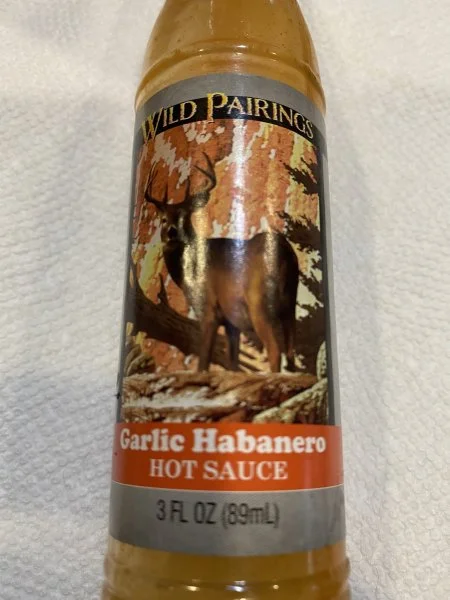 WILD PAIRINGS
Garlic Habanero
HOT SAUCE
3 FL OZ (89mL)